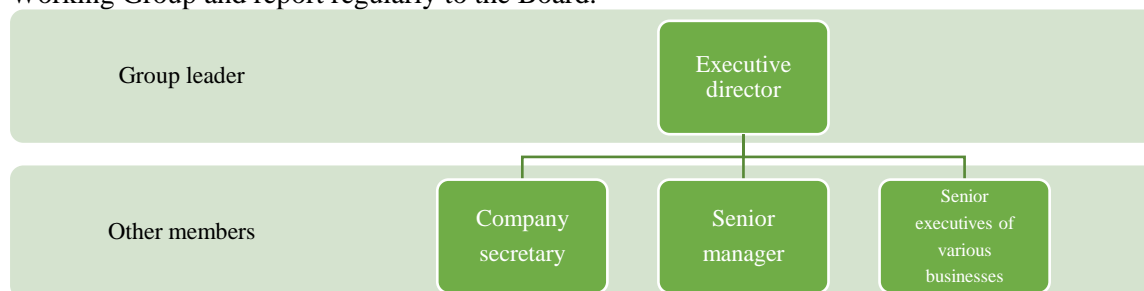 Working Group and report regularly to the Board.
Group leader
Executive
director
Other members
Company
secretary
Senior
manager
Senior
executives of
various
businesses